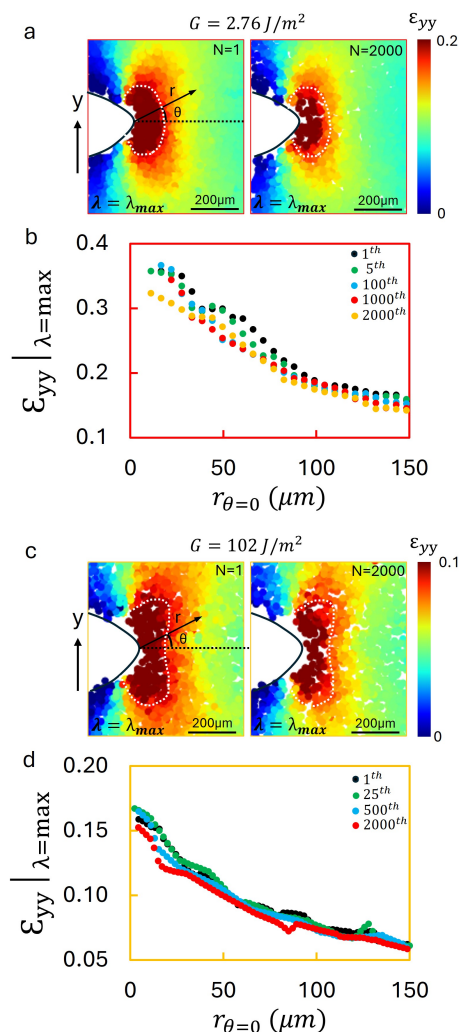 a
G = 2.76 J/m²
ε_yy
N=1
N=2000
0.2
y
r
θ
λ = λ_max
200μm
λ = λ_max
200μm
0
b
0.4
0.3
0.2
0.1
ε_yy |λ=max
1^th
5^th
100^th
1000^th
2000^th
0
50
100
150
r_θ=0 (μm)
c
G = 102 J/m²
ε_yy
N=1
N=2000
0.1
y
r
θ
λ = λ_max
200μm
λ = λ_max
200μm
0
d
0.20
0.15
0.10
0.05
ε_yy |λ=max
1^th
25^th
500^th
2000^th
0
50
100
150
r_θ=0 (μm)